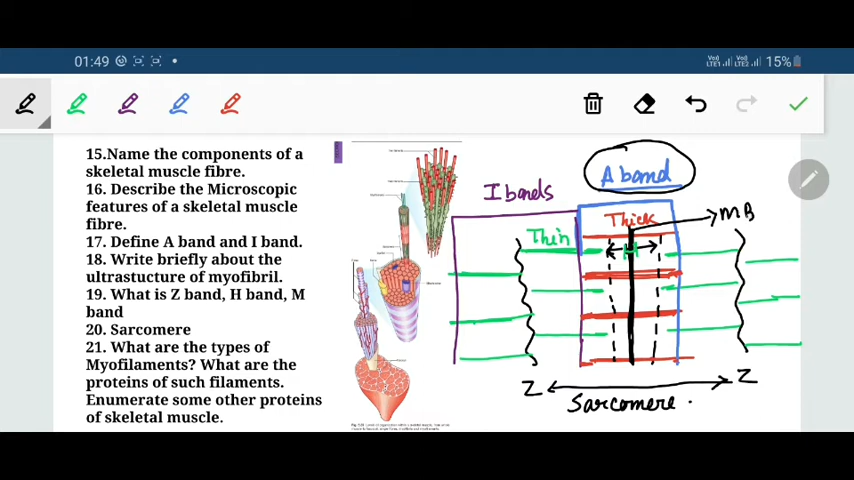 01:49
15%
15.Name the components of a
skeletal muscle fibre.
16. Describe the Microscopic
features of a skeletal muscle
fibre.
17. Define A band and I band.
18. Write briefly about the
ultrastucture of myofibril.
19. What is Z band, H band, M
band
20. Sarcomere
21. What are the types of
Myofilaments? What are the
proteins of such filaments.
Enumerate some other proteins
of skeletal muscle.
A band
I bands
Thick
MB
Thin
H
Z
Z
Sarcomere